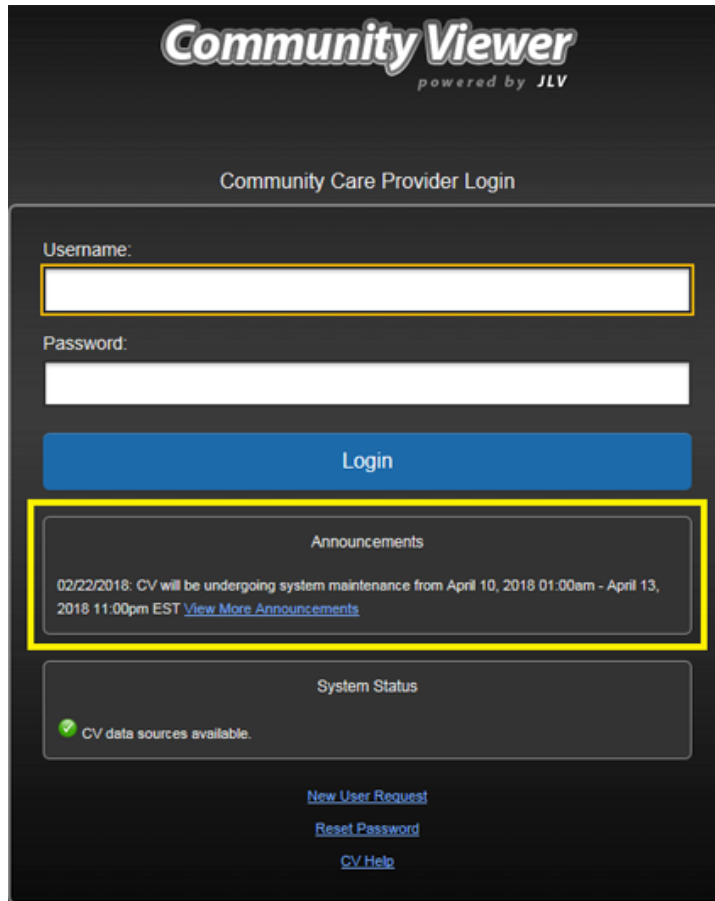 Community Viewer
powered by JLV
Community Care Provider Login
Username:
Password:
Login
Announcements
02/22/2018: CV will be undergoing system maintenance from April 10, 2018 01:00am - April 13,
2018 11:00pm EST View More Announcements
System Status
CV data sources available.
New User Request
Reset Password
CV Help